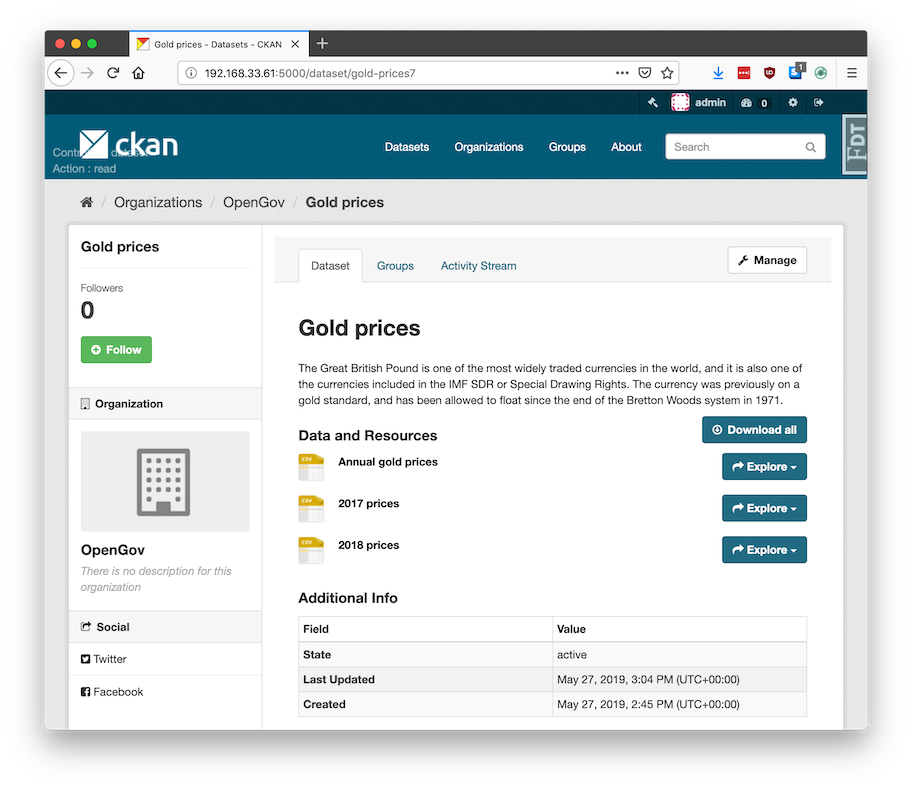 Gold prices - Datasets - CKAN
192.168.33.61:5000/dataset/gold-prices7
1
admin
0
ckan
Datasets
Organizations
Groups
About
Search
FDT
Action : read
Organizations / OpenGov / Gold prices
Gold prices
Followers
0
Follow
Organization
OpenGov
There is no description for this
organization
Social
Twitter
Facebook
Dataset
Groups
Activity Stream
Manage
Gold prices
The Great British Pound is one of the most widely traded currencies in the world, and it is also one of
the currencies included in the IMF SDR or Special Drawing Rights. The currency was previously on a
gold standard, and has been allowed to float since the end of the Bretton Woods system in 1971.
Data and Resources
Download all
CSV Annual gold prices Explore
CSV 2017 prices Explore
CSV 2018 prices Explore
Additional Info
Field Value
State active
Last Updated May 27, 2019, 3:04 PM (UTC+00:00)
Created May 27, 2019, 2:45 PM (UTC+00:00)